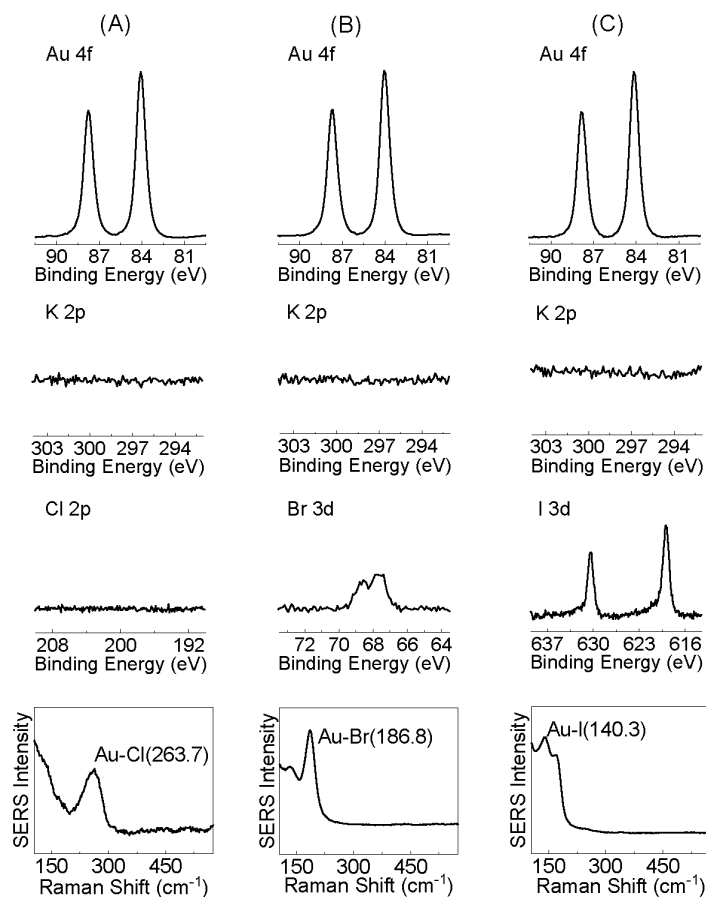 (A) (B) (C)
Au 4f Au 4f Au 4f
90 87 84 81 90 87 84 81 90 87 84 81
Binding Energy (eV) Binding Energy (eV) Binding Energy (eV)
K 2p K 2p K 2p
303 300 297 294 303 300 297 294 303 300 297 294
Binding Energy (eV) Binding Energy (eV) Binding Energy (eV)
Cl 2p Br 3d I 3d
208 200 192 72 70 68 66 64 637 630 623 616
Binding Energy (eV) Binding Energy (eV) Binding Energy (eV)
SERS Intensity SERS Intensity SERS Intensity
Au-Cl(263.7) Au-Br(186.8) Au-I(140.3)
150 300 450 150 300 450 150 300 450
Raman Shift (cm⁻¹) Raman Shift (cm⁻¹) Raman Shift (cm⁻¹)